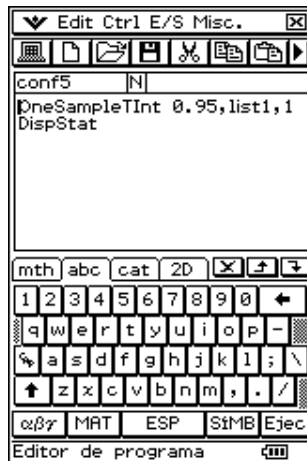 Edit Ctrl E/S Misc.
conf5 N
OneSampleTInt 0.95,list1,1
DispStat
mth abc cat 2D
1 2 3 4 5 6 7 8 9 0
q w e r t y u i o p -
a s d f g h j k l ; \
z x c v b n m , . /
αβγ MAT ESP SÍMB Ejec
Editor de programa